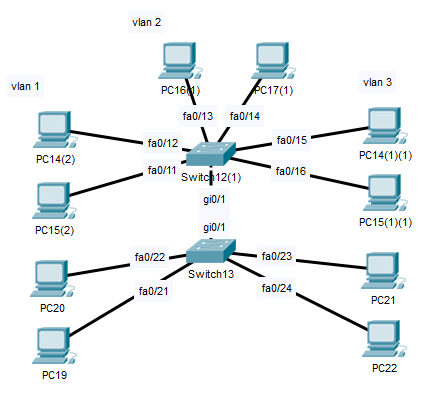 vlan 2
PC16(1)
PC17(1)
vlan 1
vlan 3
fa0/13
fa0/14
fa0/12
fa0/15
PC14(2)
PC14(1)(1)
fa0/11
fa0/16
Switch12(1)
PC15(2)
PC15(1)(1)
gi0/1
gi0/1
fa0/22
fa0/23
Switch13
fa0/21
fa0/24
PC20
PC21
PC19
PC22